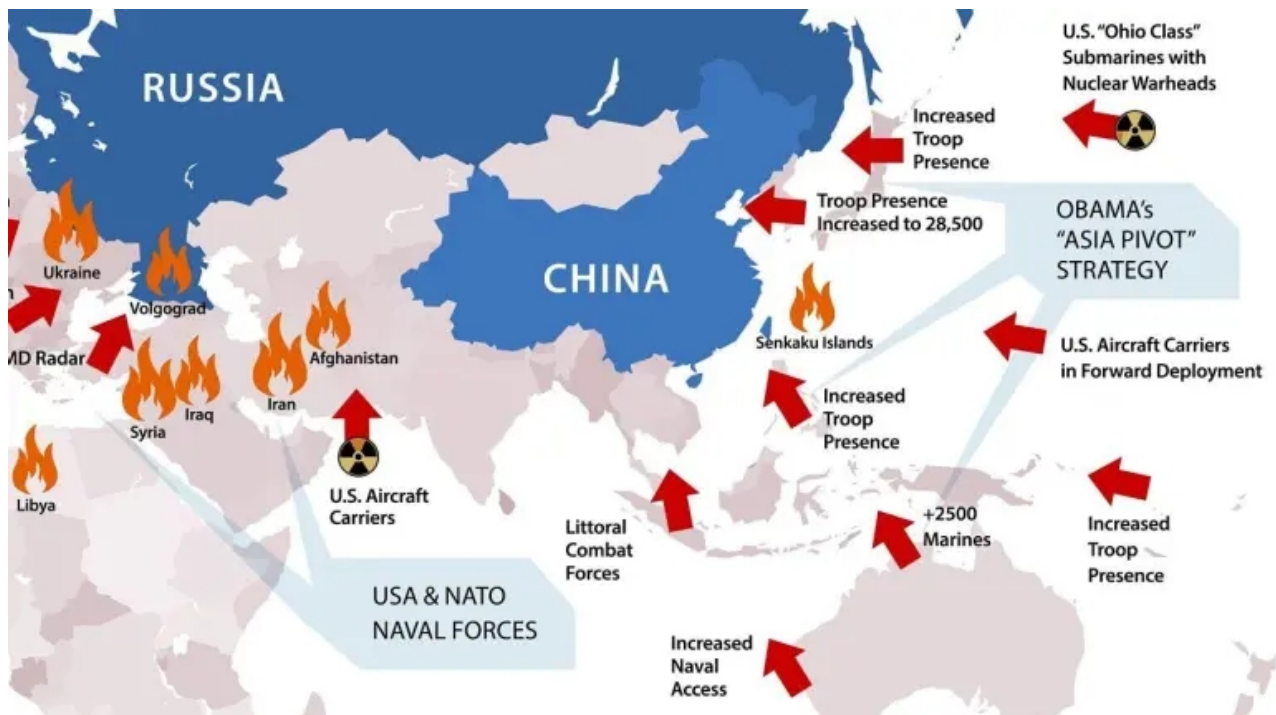 U.S. “Ohio Class”
Submarines with
Nuclear Warheads
RUSSIA
Increased
Troop
Presence
Troop Presence
Increased to 28,500
OBAMA’s
“ASIA PIVOT”
STRATEGY
Ukraine
Volgograd
CHINA
MD Radar
Afghanistan
Senkaku Islands
U.S. Aircraft Carriers
in Forward Deployment
Iraq
Iran
Syria
Increased
Troop
Presence
Libya
U.S. Aircraft
Carriers
Littoral
Combat
Forces
+2500
Marines
Increased
Troop
Presence
USA & NATO
NAVAL FORCES
Increased
Naval
Access